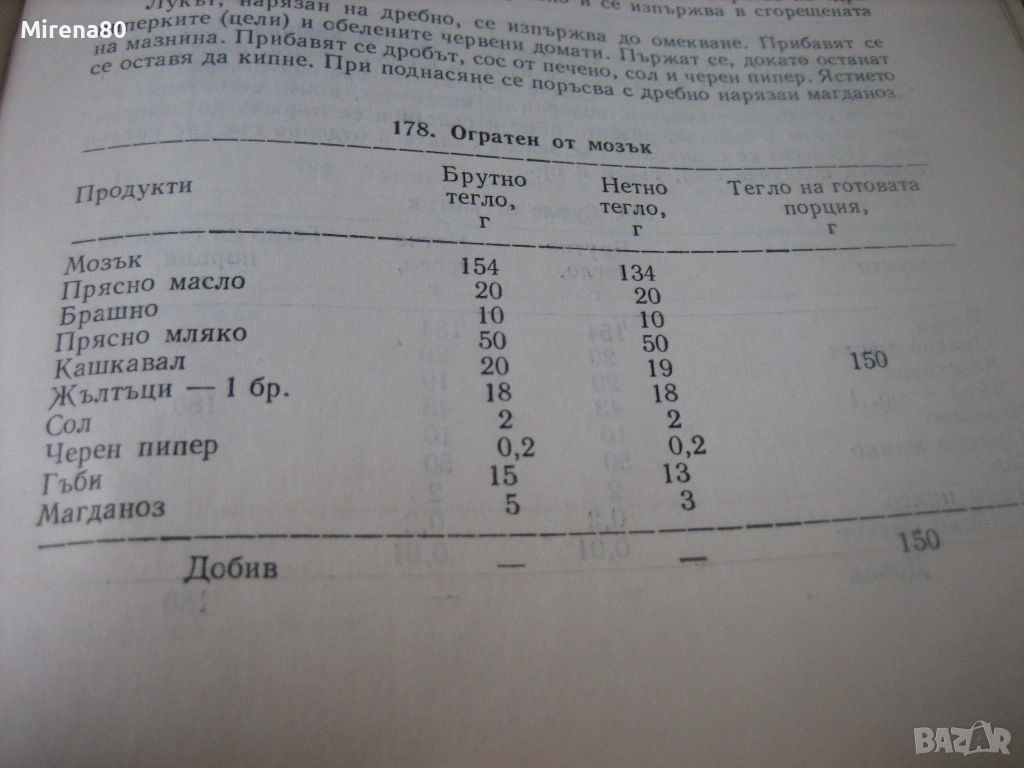 Mirena80
Лукът, нарязан на дребно, се изпържва до омекване. Прибавят се
(цели) и обелените червени домати. Пържат се, докато останат
на мазнина. Прибавят се дробът, сос от печено, сол и черен пипер. Ястието
се оставя да кипне. При поднасяне се поръсва с дребно нарязан магданоз.
178. Огратен от мозък
Продукти Брутно тегло, г Нетно тегло, г Тегло на готовата порция, г
Мозък 154 134
Прясно масло 20 20
Брашно 10 10
Прясно мляко 50 50
Кашкавал 20 19 150
Жълтъци — 1 бр. 18 18
Сол 2 2
Черен пипер 0,2 0,2
Гъби 15 13
Магданоз 5 3
Добив — — 150
BAZAR